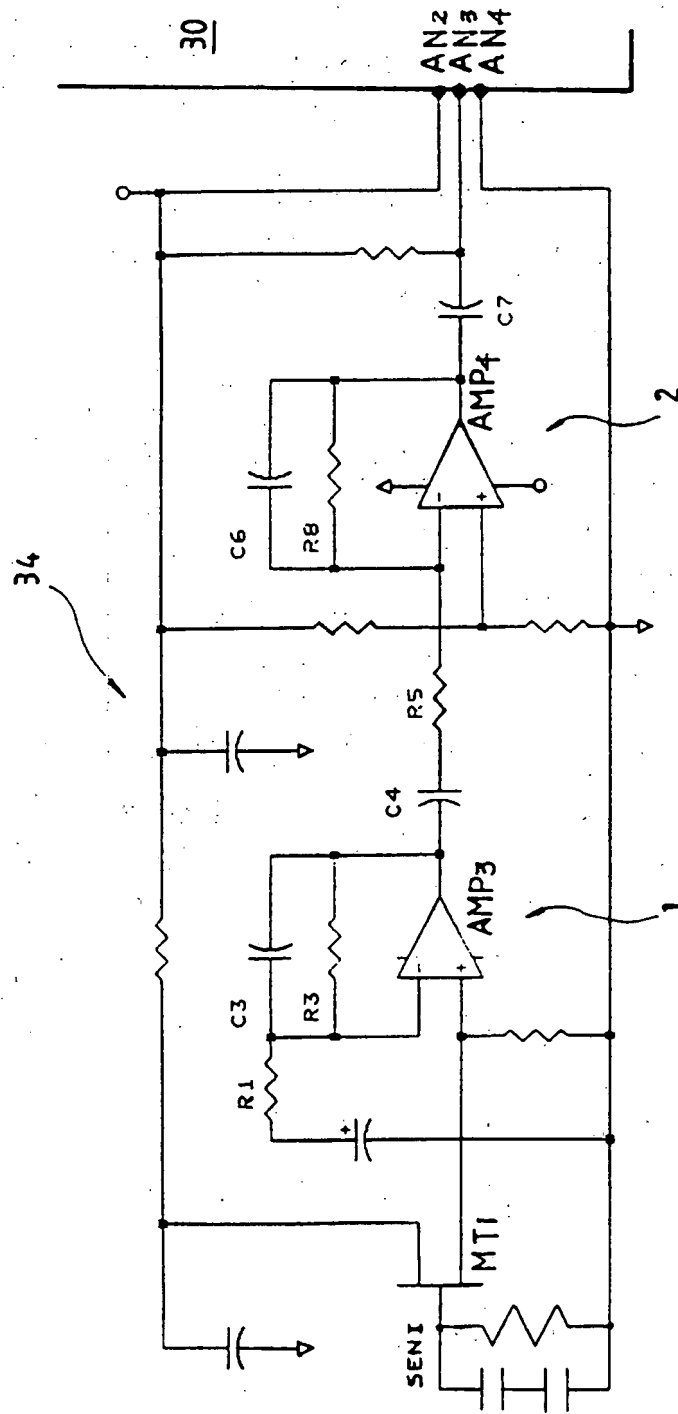 34
30
AN2
AN3
AN4
C6
R8
C7
AMP4
-
+
2
R5
C4
C3
R3
R1
AMP3
-
+
1
+
MT1
SEN1